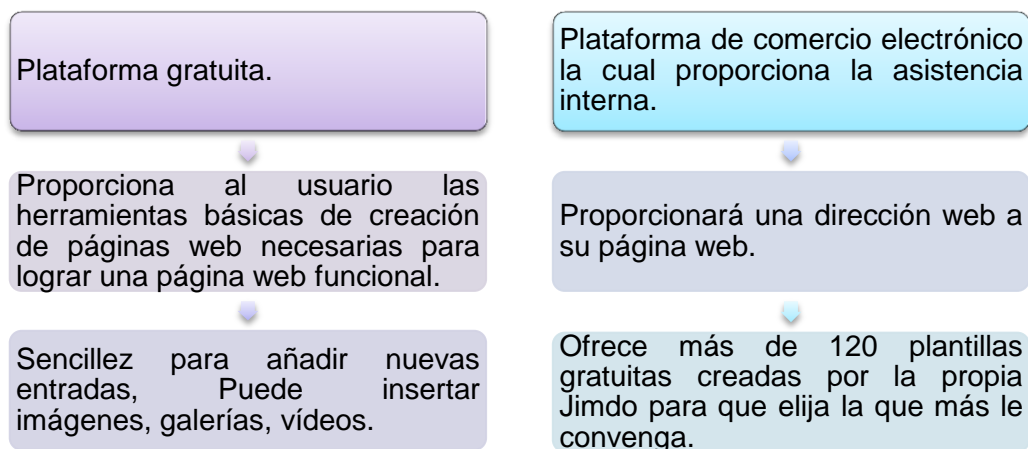 Plataforma gratuita.
Proporciona al usuario las
herramientas básicas de creación
de páginas web necesarias para
lograr una página web funcional.
Sencillez para añadir nuevas
entradas, Puede insertar
imágenes, galerías, vídeos.
Plataforma de comercio electrónico
la cual proporciona la asistencia
interna.
Proporcionará una dirección web a
su página web.
Ofrece más de 120 plantillas
gratuitas creadas por la propia
Jimdo para que elija la que más le
convenga.